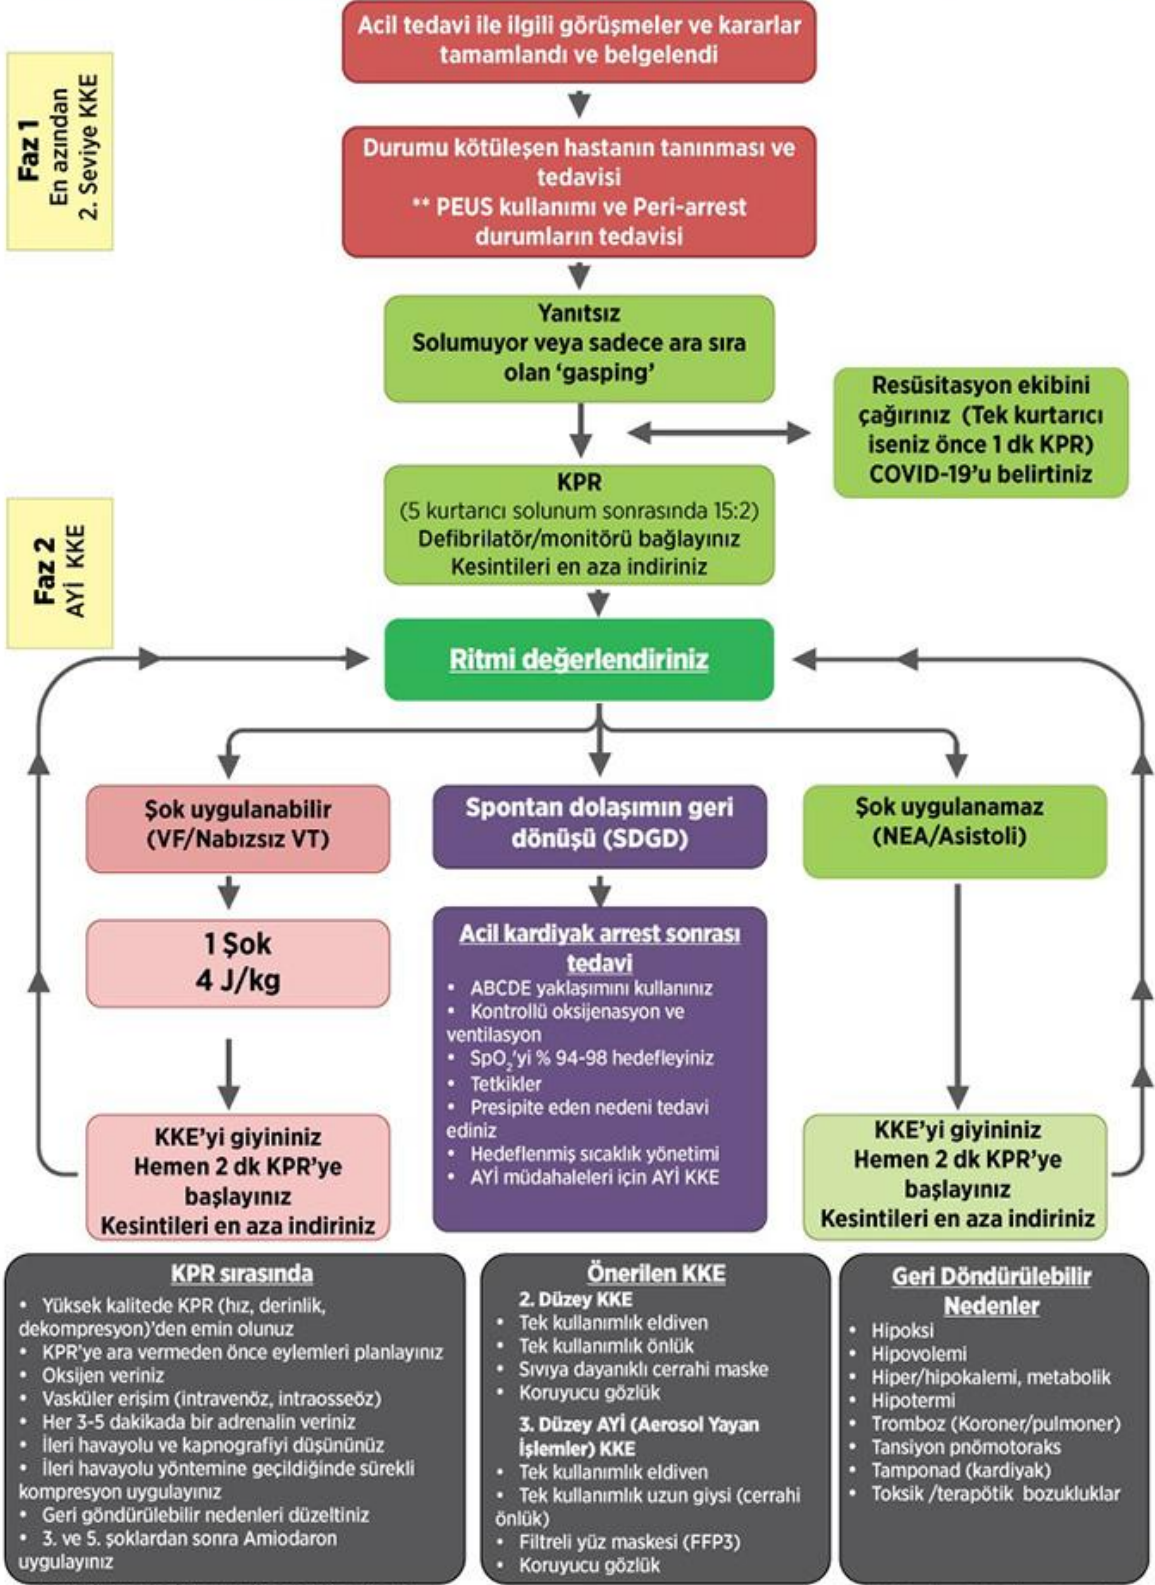 Acil tedavi ile ilgili görüşmeler ve kararlar
tamamlandı ve belgelendi
Faz 1
En azından
2. Seviye KKE
Durumu kötüleşen hastanın tanınması ve
tedavisi
** PEUS kullanımı ve Peri-arrest
durumların tedavisi
Yanıtsız
Solumuyor veya sadece ara sıra
olan ‘gasping’
Resüsitasyon ekibini
çağırınız (Tek kurtarıcı
iseniz önce 1 dk KPR)
COVID-19’u belirtiniz
KPR
(5 kurtarıcı solunum sonrasında 15:2)
Defibrilatör/monitörü bağlayınız
Kesintileri en aza indiriniz
Faz 2
AYİ KKE
Ritmi değerlendiriniz
Şok uygulanabilir
(VF/Nabızsız VT)
1 Şok
4 J/kg
KKE’yi giyininiz
Hemen 2 dk KPR’ye
başlayınız
Kesintileri en aza indiriniz
Spontan dolaşımın geri
dönüşü (SDGD)
Acil kardiyak arrest sonrası
tedavi
• ABCDE yaklaşımını kullanınız
• Kontrollü oksijenasyon ve
ventilasyon
• SpO₂'yi % 94-98 hedefleyiniz
• Tetkikler
• Presipite eden nedeni tedavi
ediniz
• Hedeflenmiş sıcaklık yönetimi
• AYİ müdahaleleri için AYİ KKE
Şok uygulanamaz
(NEA/Asistoli)
KKE’yi giyininiz
Hemen 2 dk KPR’ye
başlayınız
Kesintileri en aza indiriniz
KPR sırasında
• Yüksek kalitede KPR (hız, derinlik,
dekompresyon)’den emin olunuz
• KPR’ye ara vermeden önce eylemleri planlayınız
• Oksijen veriniz
• Vasküler erişim (intravenöz, intraosseöz)
• Her 3-5 dakikada bir adrenalin veriniz
• İleri havayolu ve kapnografiyi düşününüz
• İleri havayolu yöntemine geçildiğinde sürekli
kompresyon uygulayınız
• Geri göndürülebilir nedenleri düzeltiniz
• 3. ve 5. şoklardan sonra Amiodaron
uygulayınız
Önerilen KKE
2. Düzey KKE
• Tek kullanımlık eldiven
• Tek kullanımlık önlük
• Sıvıya dayanıklı cerrahi maske
• Koruyucu gözlük
3. Düzey AYİ (Aerosol Yayan
İşlemler) KKE
• Tek kullanımlık eldiven
• Tek kullanımlık uzun giysi (cerrahi
önlük)
• Filtreli yüz maskesi (FFP3)
• Koruyucu gözlük
Geri Döndürülebilir
Nedenler
• Hipoksi
• Hipovolemi
• Hiper/hipokalemi, metabolik
• Hipotermi
• Tromboz (Koroner/pulmoner)
• Tansiyon pnömotoraks
• Tamponad (kardiyak)
• Toksik /terapötik bozukluklar